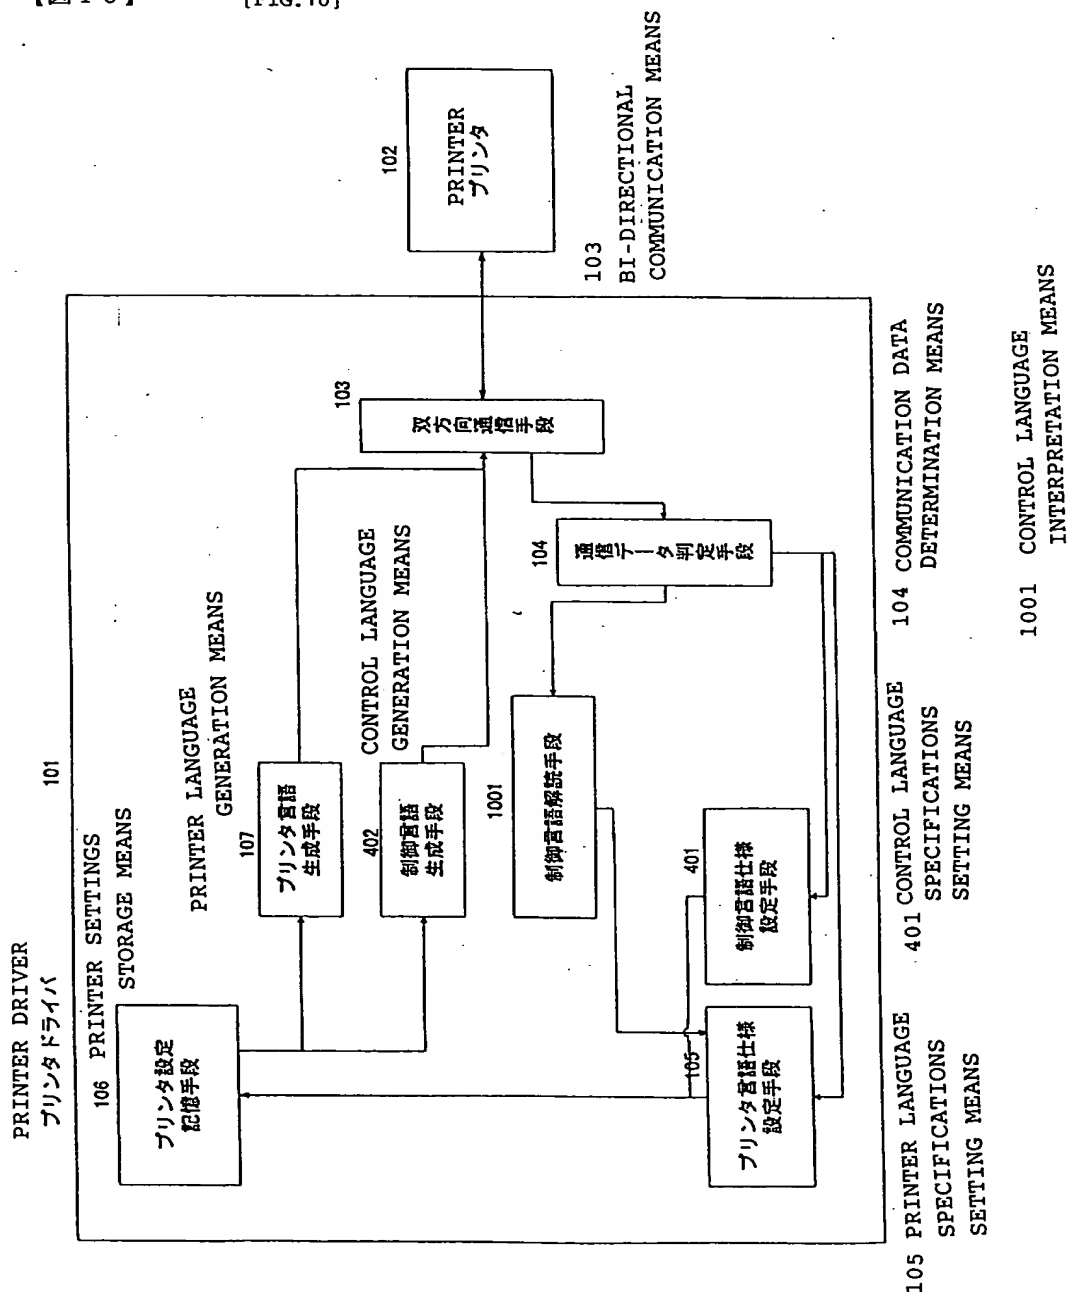 [FIG.10]
PRINTER DRIVER
プリンタドライバ
101
106 PRINTER SETTINGS
STORAGE MEANS
プリンタ設定
記憶手段
PRINTER LANGUAGE
GENERATION MEANS
107
プリンタ言語
生成手段
CONTROL LANGUAGE
GENERATION MEANS
402
制御言語
生成手段
103
双方向通信手段
102
PRINTER
プリンタ
103
BI-DIRECTIONAL
COMMUNICATION MEANS
104
通信データ判定手段
1001
制御言語解読手段
401
制御言語仕様
設定手段
105
プリンタ言語仕様
設定手段
105 PRINTER LANGUAGE
SPECIFICATIONS
SETTING MEANS
401 CONTROL LANGUAGE
SPECIFICATIONS
SETTING MEANS
104 COMMUNICATION DATA
DETERMINATION MEANS
1001 CONTROL LANGUAGE
INTERPRETATION MEANS